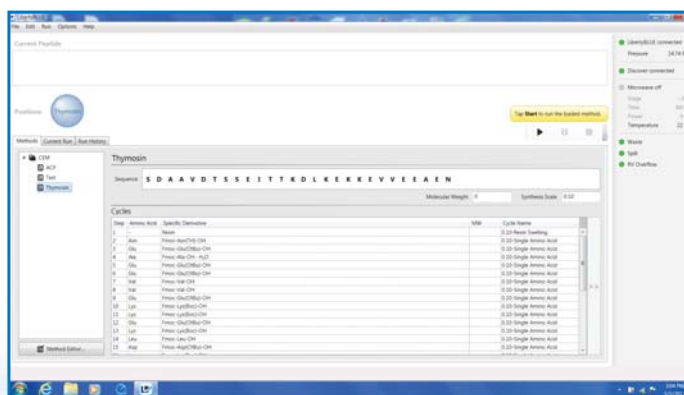 LibertyBLUE
File Edit Run Options Help
Current Peptide
Positions
Thymosin
Tap Start to run the loaded method.
Methods Current Run Run History
CEM
ACP
Test
Thymosin
Method Editor...
Thymosin
Sequence S D A A V D T S S E I T T K D L K E K K E V V E E A E N
Molecular Weight 0 Synthesis Scale 0.10
Cycles
Step Amino Acid Specific Derivative MW Cycle Name
1 - Resin 0.10-Resin Swelling
2 Asn Fmoc-Asn(Trt)-OH 0.10-Single Amino Acid
3 Glu Fmoc-Glu(OtBu)-OH 0.10-Single Amino Acid
4 Ala Fmoc-Ala-OH · H₂O 0.10-Single Amino Acid
5 Glu Fmoc-Glu(OtBu)-OH 0.10-Single Amino Acid
6 Glu Fmoc-Glu(OtBu)-OH 0.10-Single Amino Acid
7 Val Fmoc-Val-OH 0.10-Single Amino Acid
8 Val Fmoc-Val-OH 0.10-Single Amino Acid
9 Glu Fmoc-Glu(OtBu)-OH 0.10-Single Amino Acid
10 Lys Fmoc-Lys(Boc)-OH 0.10-Single Amino Acid
11 Lys Fmoc-Lys(Boc)-OH 0.10-Single Amino Acid
12 Glu Fmoc-Glu(OtBu)-OH 0.10-Single Amino Acid
13 Lys Fmoc-Lys(Boc)-OH 0.10-Single Amino Acid
14 Leu Fmoc-Leu-OH 0.10-Single Amino Acid
15 Asp Fmoc-Asp(OtBu)-OH 0.10-Single Amino Acid
LibertyBLUE connected
Pressure 14.74
Discover connected
Microwave off
Stage
Time
Power
Temperature 22
Waste
Spill
RV Overflow